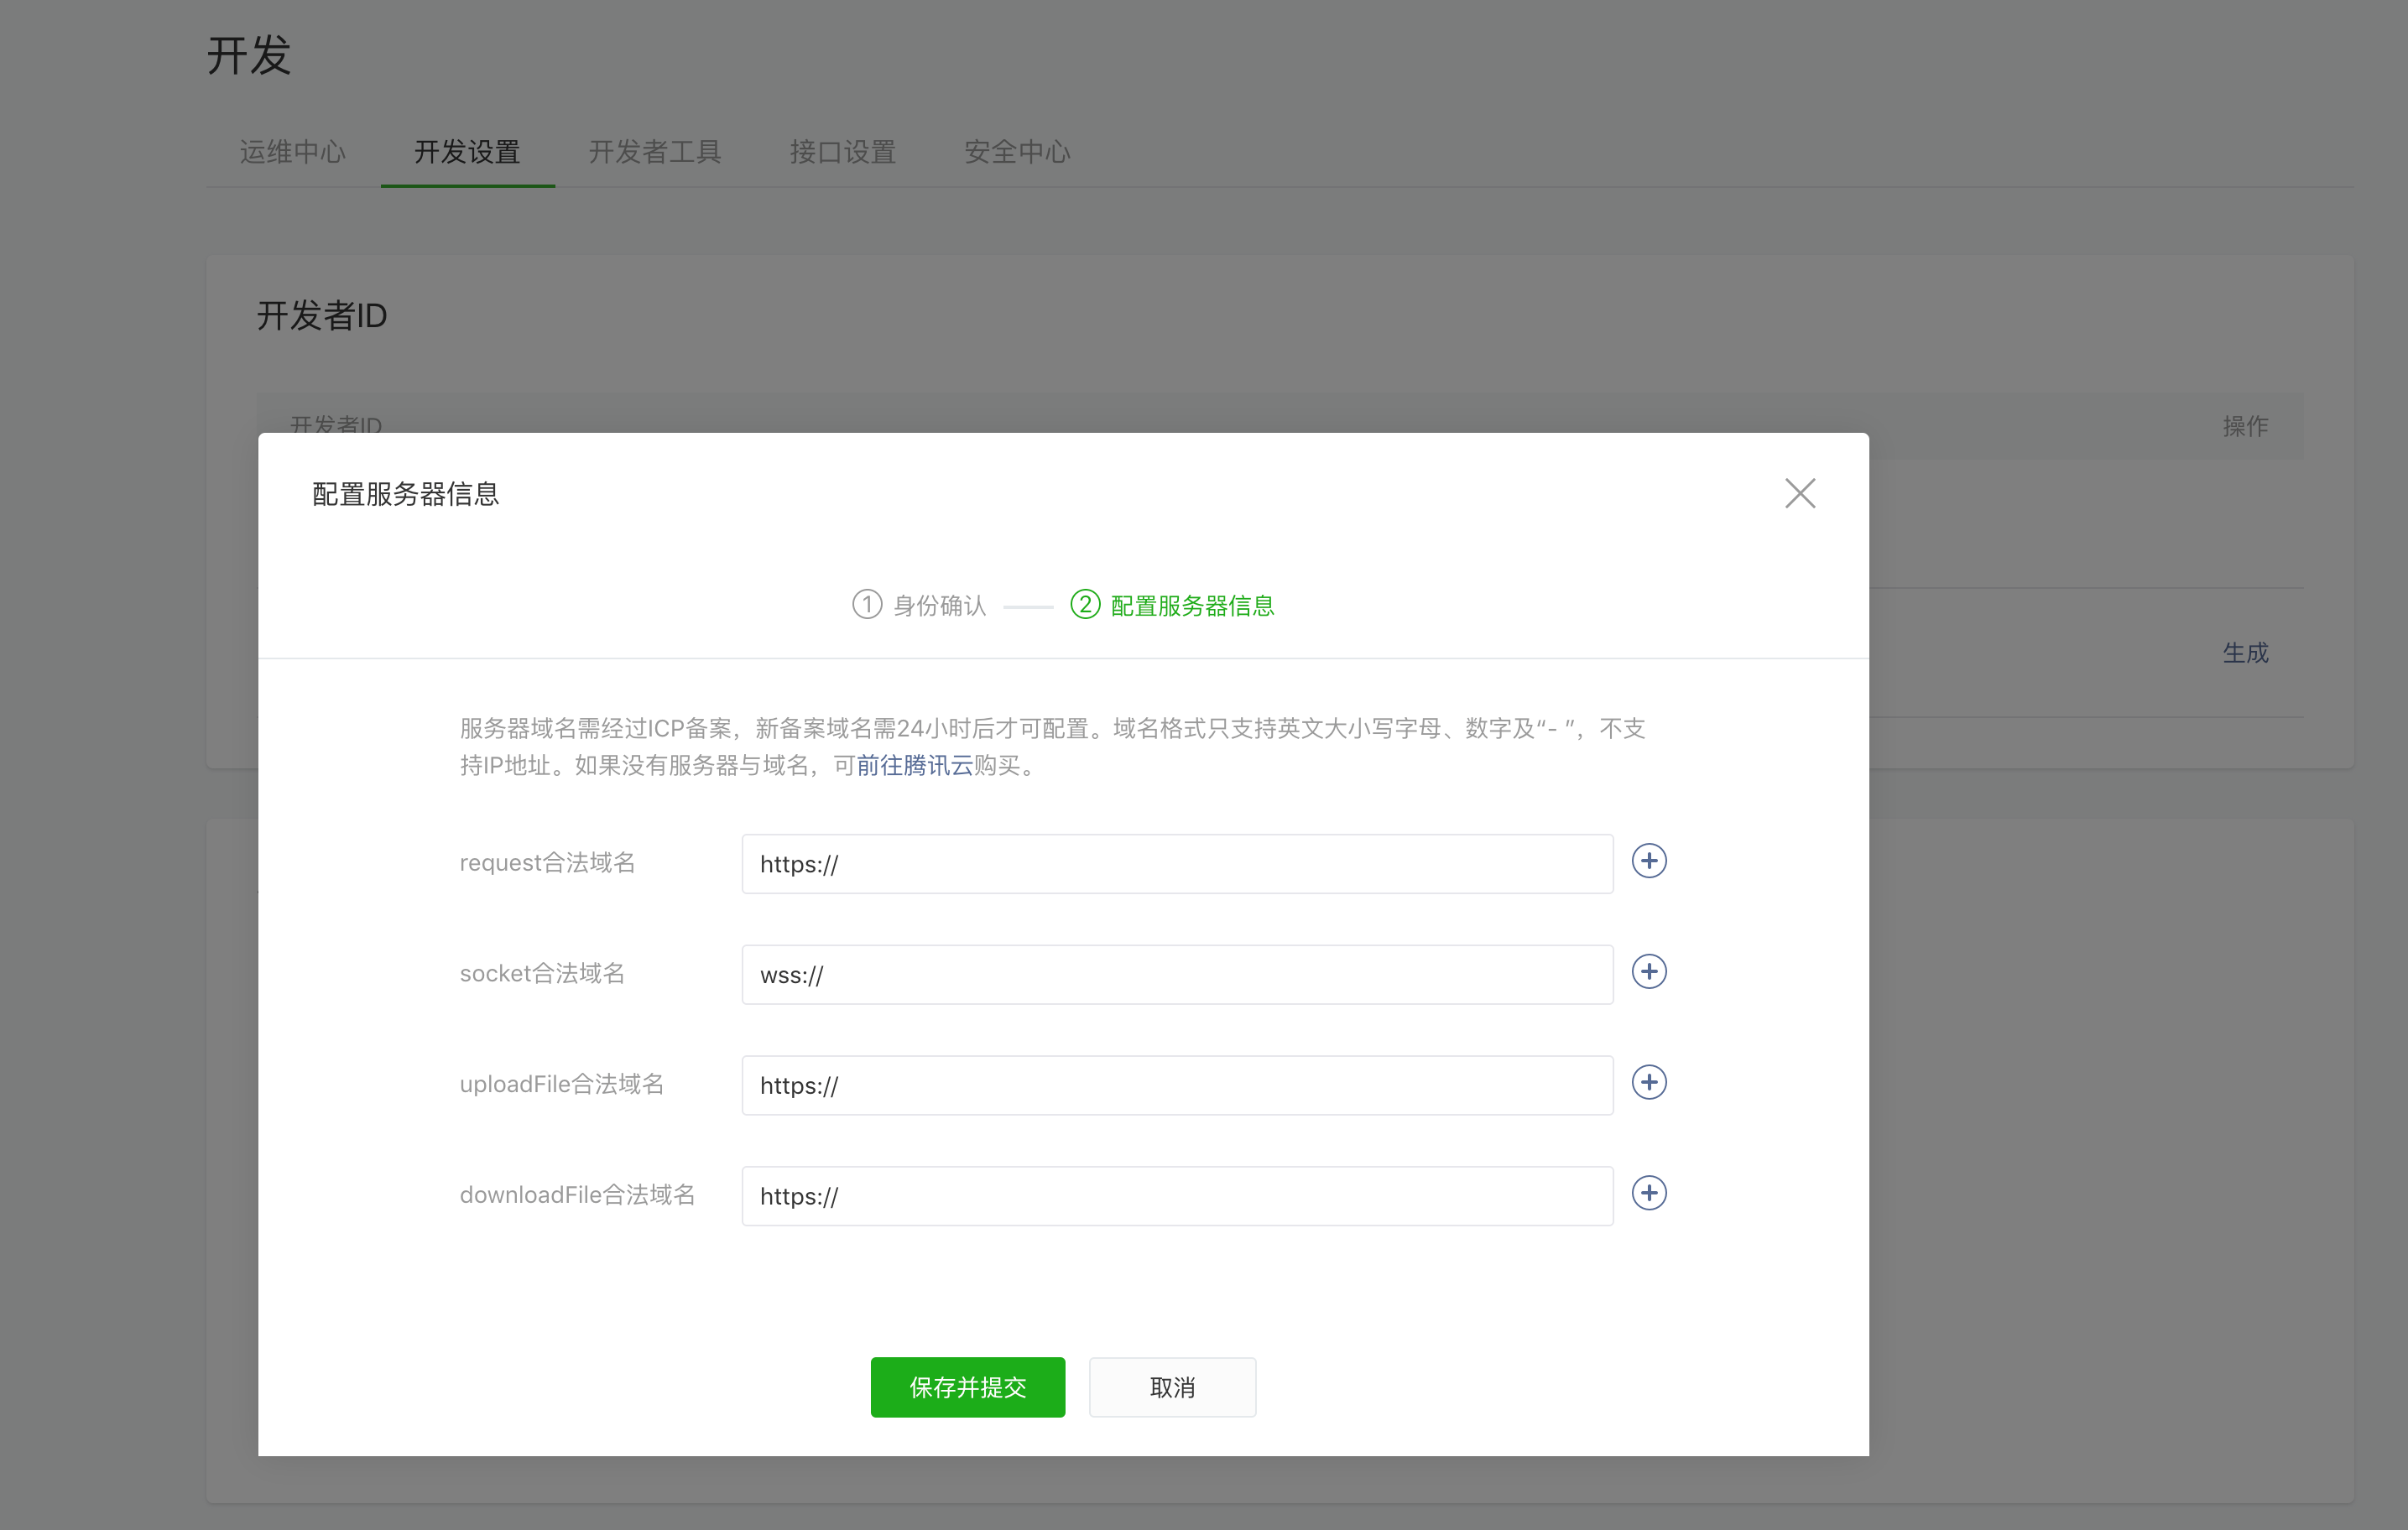 开发
运维中心 开发设置 开发者工具 接口设置 安全中心
开发者ID
开发者ID 操作
配置服务器信息
1 身份确认 2 配置服务器信息
生成
服务器域名需经过ICP备案，新备案域名需24小时后才可配置。域名格式只支持英文大小写字母、数字及“- ”，不支
持IP地址。如果没有服务器与域名，可前往腾讯云购买。
request合法域名 https://
socket合法域名 wss://
uploadFile合法域名 https://
downloadFile合法域名 https://
保存并提交 取消